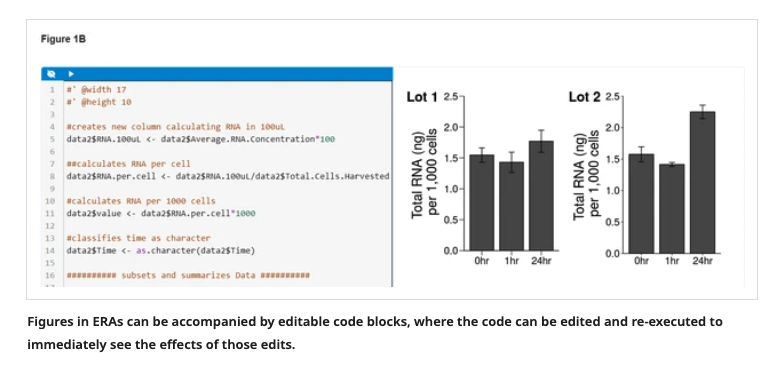 Figure 1B
1 #' @width 17
2 #' @height 10
3
4 #creates new column calculating RNA in 100uL
5 data2$RNA.100uL <- data2$Average.RNA.Concentration*100
6
7 ##calculates RNA per cell
8 data2$RNA.per.cell <- data2$RNA.100uL/data2$Total.Cells.Harvested
9
10 #calculates RNA per 1000 cells
11 data2$value <- data2$RNA.per.cell*1000
12
13 #classifies time as character
14 data2$Time <- as.character(data2$Time)
15
16 ########## subsets and summarizes Data ##########
Lot 1
Total RNA (ng)
per 1,000 cells
2.5
2.0
1.5
1.0
0.5
0.0
0hr 1hr 24hr
Lot 2
Total RNA (ng)
per 1,000 cells
2.5
2.0
1.5
1.0
0.5
0.0
0hr 1hr 24hr
Figures in ERAs can be accompanied by editable code blocks, where the code can be edited and re-executed to
immediately see the effects of those edits.